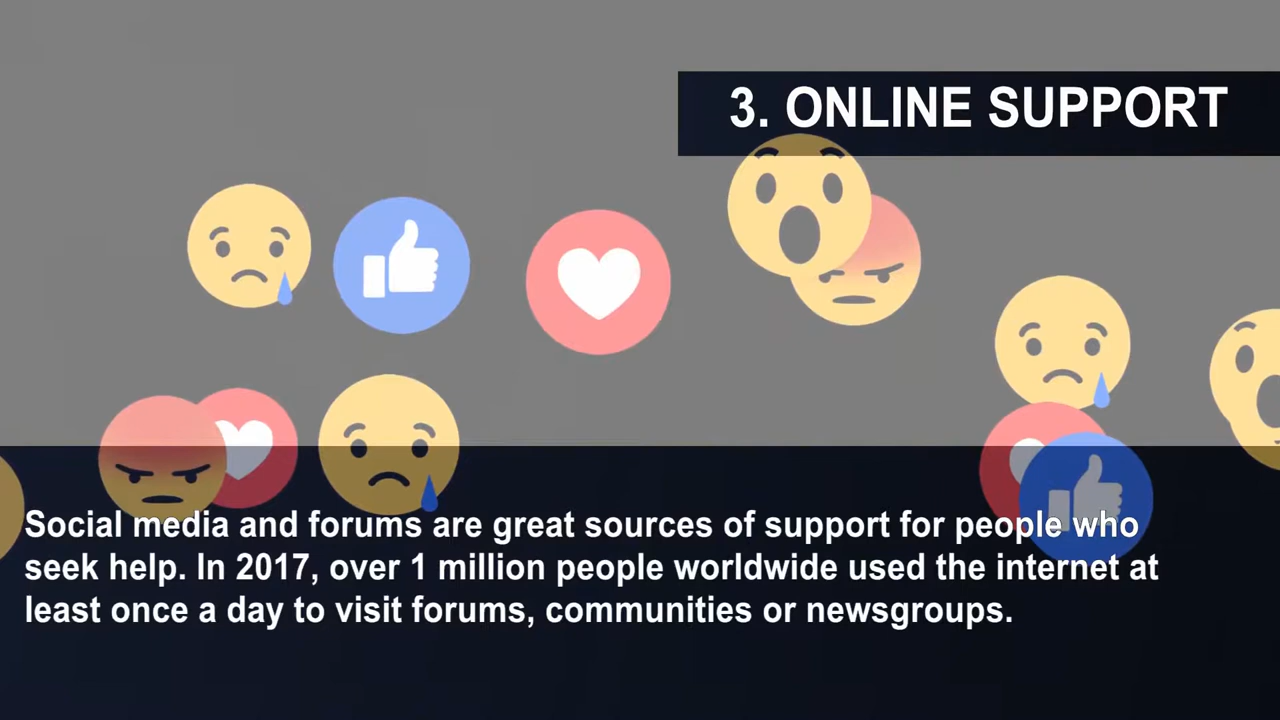 3. ONLINE SUPPORT
Social media and forums are great sources of support for people who
seek help. In 2017, over 1 million people worldwide used the internet at
least once a day to visit forums, communities or newsgroups.